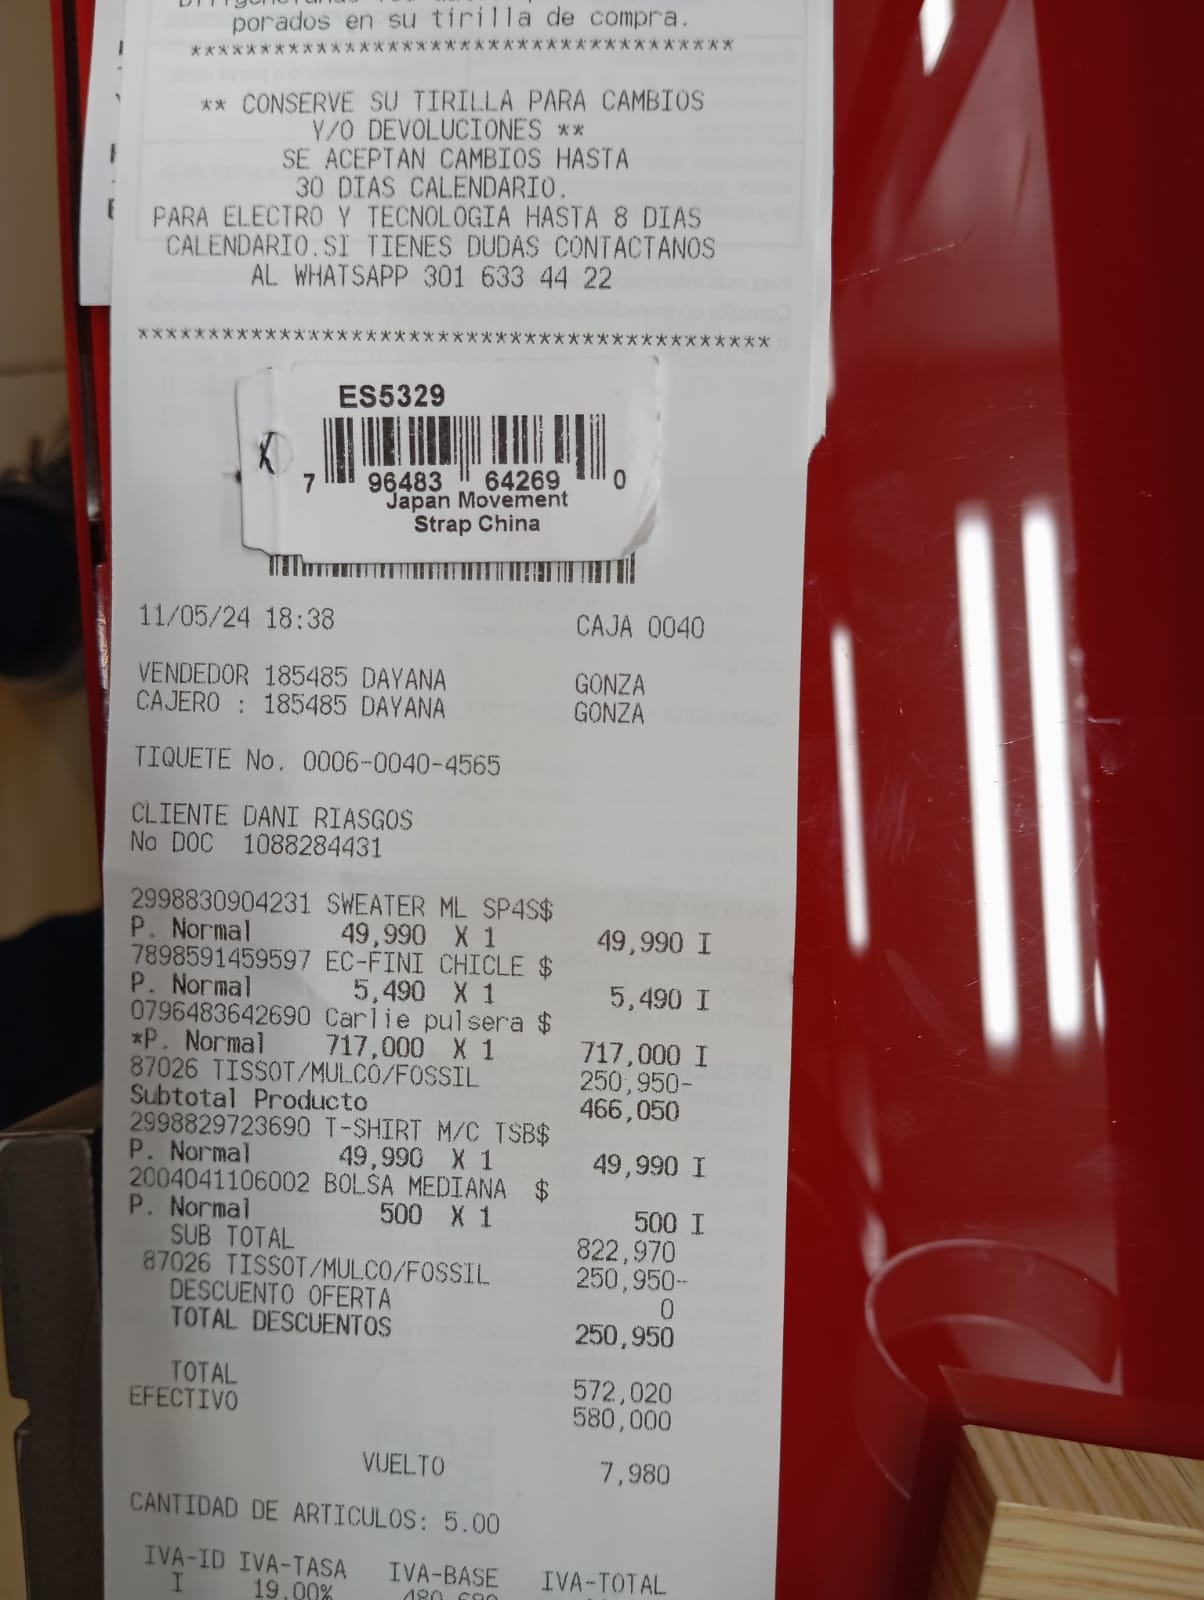 porados en su tirilla de compra.
***************************************
** CONSERVE SU TIRILLA PARA CAMBIOS
Y/O DEVOLUCIONES **
SE ACEPTAN CAMBIOS HASTA
30 DIAS CALENDARIO.
PARA ELECTRO Y TECNOLOGIA HASTA 8 DIAS
CALENDARIO.SI TIENES DUDAS CONTACTANOS
AL WHATSAPP 301 633 44 22
*********************************************
ES5329
7 96483 64269 0
Japan Movement
Strap China
11/05/24 18:38 CAJA 0040
VENDEDOR 185485 DAYANA GONZA
CAJERO : 185485 DAYANA GONZA
TIQUETE No. 0006-0040-4565
CLIENTE DANI RIASGOS
No DOC 1088284431
2998830904231 SWEATER ML SP4S$
P. Normal 49,990 X 1 49,990 I
7898591459597 EC-FINI CHICLE $
P. Normal 5,490 X 1 5,490 I
0796483642690 Carlie pulsera $
*P. Normal 717,000 X 1 717,000 I
87026 TISSOT/MULCO/FOSSIL 250,950-
Subtotal Producto 466,050
2998829723690 T-SHIRT M/C TSB$
P. Normal 49,990 X 1 49,990 I
2004041106002 BOLSA MEDIANA $
P. Normal 500 X 1 500 I
SUB TOTAL 822,970
87026 TISSOT/MULCO/FOSSIL 250,950-
DESCUENTO OFERTA 0
TOTAL DESCUENTOS 250,950
TOTAL 572,020
EFECTIVO 580,000
VUELTO 7,980
CANTIDAD DE ARTICULOS: 5.00
IVA-ID IVA-TASA IVA-BASE IVA-TOTAL
I 19.00%